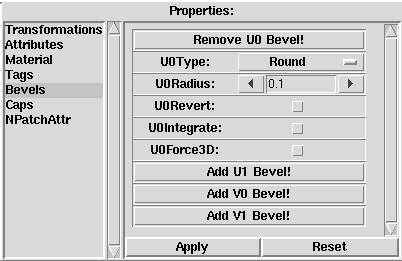 Properties:
Transformations
Attributes
Material
Tags
Bevels
Caps
NPatchAttr
Remove U0 Bevel!
U0Type: Round
U0Radius: 0.1
U0Revert:
U0Integrate:
U0Force3D:
Add U1 Bevel!
Add V0 Bevel!
Add V1 Bevel!
Apply Reset